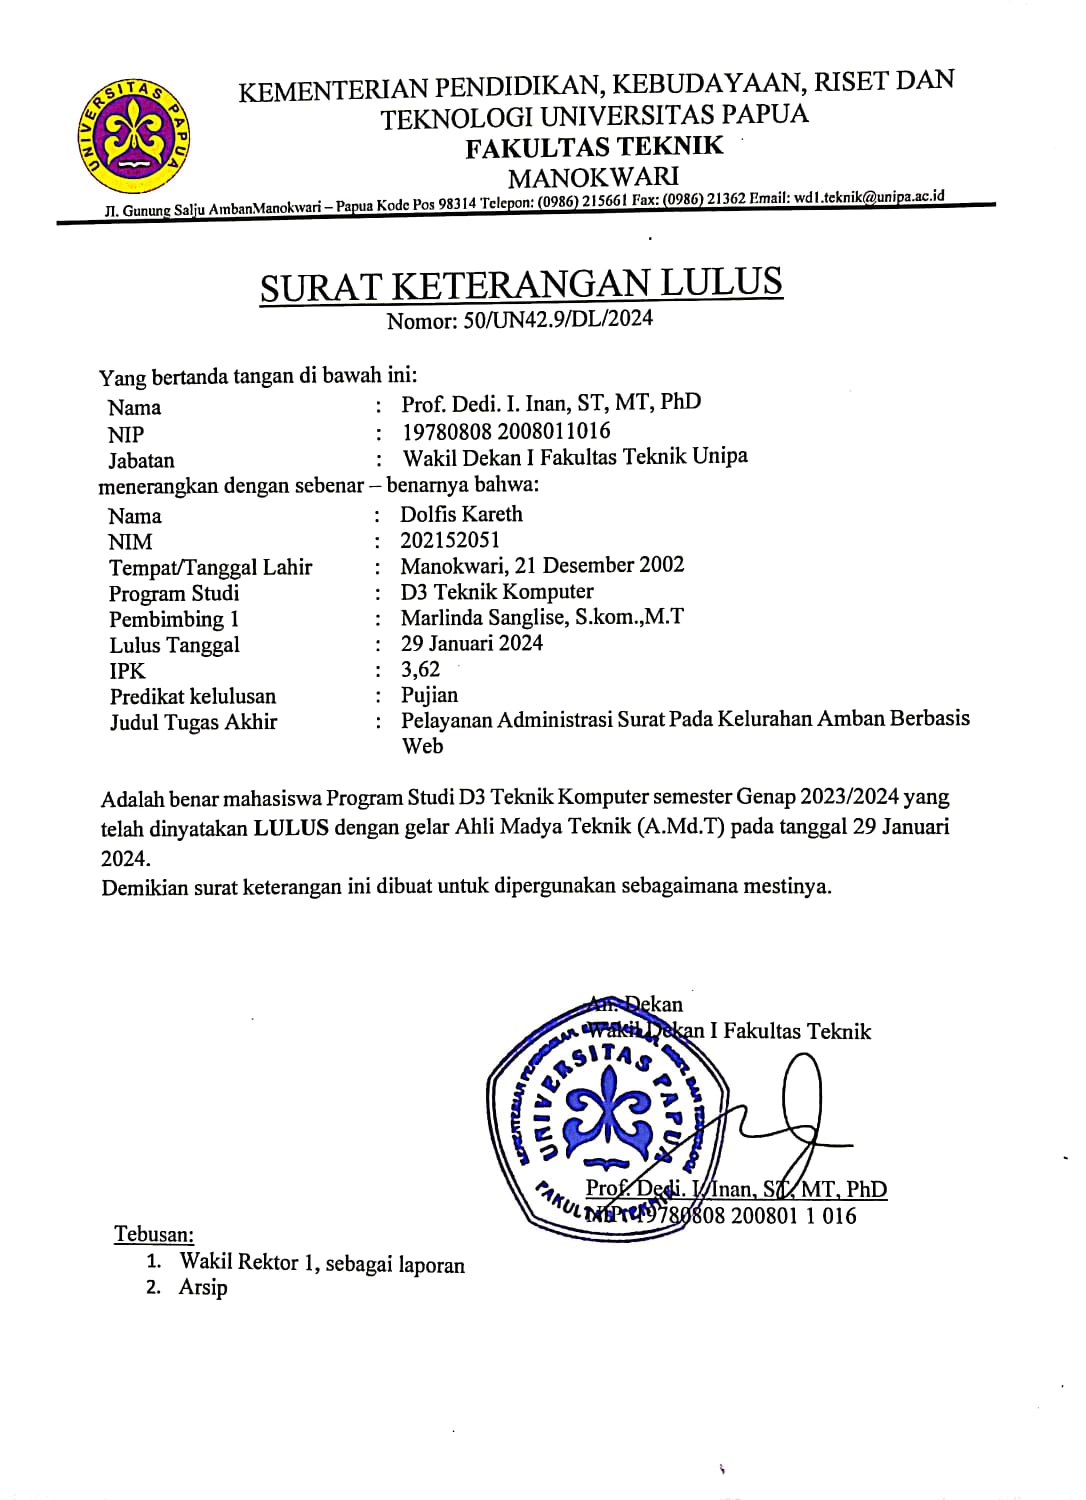 UNIVERSITAS PAPUA
KEMENTERIAN PENDIDIKAN, KEBUDAYAAN, RISET DAN
TEKNOLOGI UNIVERSITAS PAPUA
FAKULTAS TEKNIK
MANOKWARI
Jl. Gunung Salju AmbanManokwari – Papua Kode Pos 98314 Telepon: (0986) 215661 Fax: (0986) 21362 Email: wd1.teknik@unipa.ac.id
SURAT KETERANGAN LULUS
Nomor: 50/UN42.9/DL/2024
Yang bertanda tangan di bawah ini:
Nama : Prof. Dedi. I. Inan, ST, MT, PhD
NIP : 19780808 2008011016
Jabatan : Wakil Dekan I Fakultas Teknik Unipa
menerangkan dengan sebenar – benarnya bahwa:
Nama : Dolfis Kareth
NIM : 202152051
Tempat/Tanggal Lahir : Manokwari, 21 Desember 2002
Program Studi : D3 Teknik Komputer
Pembimbing 1 : Marlinda Sanglise, S.kom.,M.T
Lulus Tanggal : 29 Januari 2024
IPK : 3,62
Predikat kelulusan : Pujian
Judul Tugas Akhir : Pelayanan Administrasi Surat Pada Kelurahan Amban Berbasis
Web
Adalah benar mahasiswa Program Studi D3 Teknik Komputer semester Genap 2023/2024 yang
telah dinyatakan LULUS dengan gelar Ahli Madya Teknik (A.Md.T) pada tanggal 29 Januari
2024.
Demikian surat keterangan ini dibuat untuk dipergunakan sebagaimana mestinya.
An. Dekan
Wakil Dekan I Fakultas Teknik
UNIVERSITAS PAPUA
FAKULTAS TEKNIK
Prof. Dedi. I. Inan, ST, MT, PhD
NIP. 19780808 200801 1 016
Tebusan:
1. Wakil Rektor 1, sebagai laporan
2. Arsip